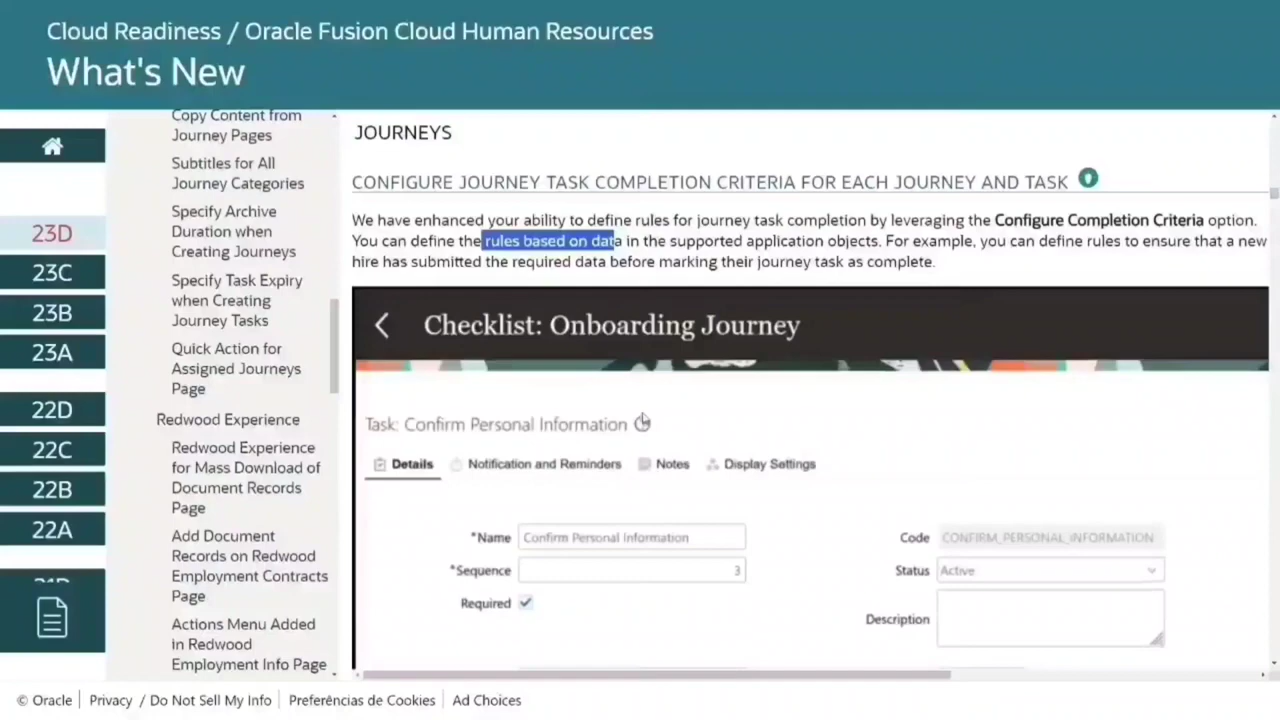 Cloud Readiness / Oracle Fusion Cloud Human Resources
What's New
23D
23C
23B
23A
22D
22C
22B
22A
Copy Content from
Journey Pages
Subtitles for All
Journey Categories
Specify Archive
Duration when
Creating Journeys
Specify Task Expiry
when Creating
Journey Tasks
Quick Action for
Assigned Journeys
Page
Redwood Experience
Redwood Experience
for Mass Download of
Document Records
Page
Add Document
Records on Redwood
Employment Contracts
Page
Actions Menu Added
in Redwood
Employment Info Page
JOURNEYS
CONFIGURE JOURNEY TASK COMPLETION CRITERIA FOR EACH JOURNEY AND TASK
We have enhanced your ability to define rules for journey task completion by leveraging the Configure Completion Criteria option.
You can define the rules based on data in the supported application objects. For example, you can define rules to ensure that a new
hire has submitted the required data before marking their journey task as complete.
Checklist: Onboarding Journey
Task: Confirm Personal Information
Details Notification and Reminders Notes Display Settings
*Name Confirm Personal Information
Code CONFIRM_PERSONAL_INFORMATION
*Sequence 3
Status Active
Required
Description
© Oracle | Privacy / Do Not Sell My Info | Preferências de Cookies | Ad Choices